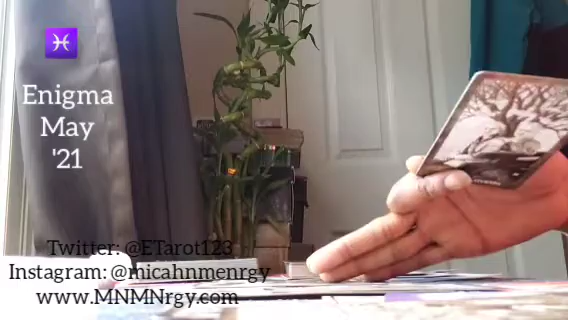 ♓
Enigma
May
'21
Twitter: @ETarot123
Instagram: @micahnmenrgy
www.MNMNrgy.com